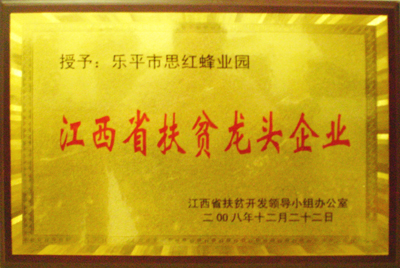 授予：乐平市思红蜂业园
江西省扶贫龙头企业
江西省扶贫开发领导小组办公室
二00八年十二月二十二日